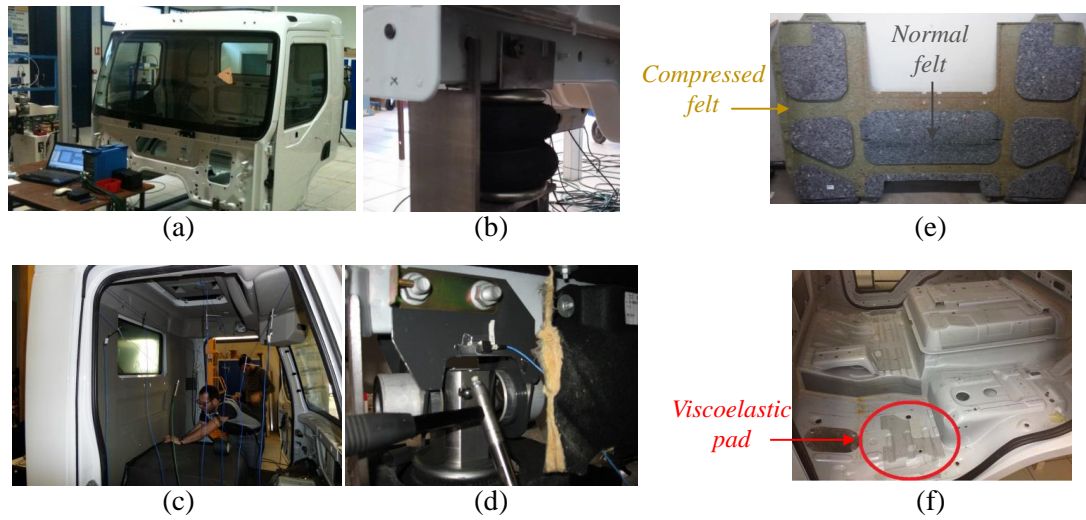 Compressed
felt
Normal
felt
(a)
(b)
(e)
Viscoelastic
pad
(c)
(d)
(f)